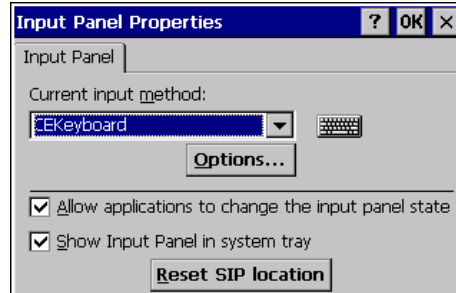 Input Panel Properties ? OK ×
Input Panel
Current input method:
CEKeyboard
Options...
Allow applications to change the input panel state
Show Input Panel in system tray
Reset SIP location